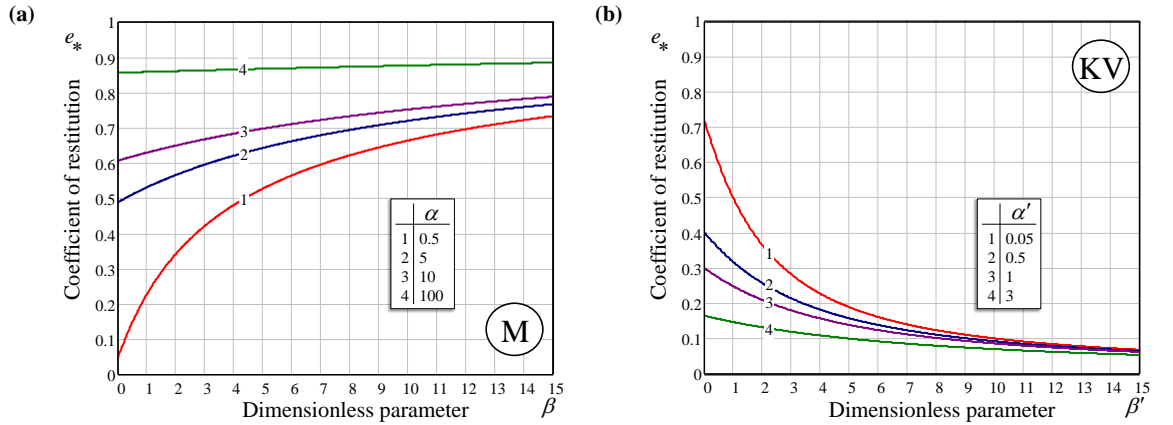 (a)
e*
Coefficient of restitution
1
0.9
0.8
0.7
0.6
0.5
0.4
0.3
0.2
0.1
0
4
3
2
1
α
1 0.5
2 5
3 10
4 100
M
0 1 2 3 4 5 6 7 8 9 10 11 12 13 14 15
Dimensionless parameter β
(b)
e*
Coefficient of restitution
1
0.9
0.8
0.7
0.6
0.5
0.4
0.3
0.2
0.1
0
KV
1
2
3
4
α′
1 0.05
2 0.5
3 1
4 3
0 1 2 3 4 5 6 7 8 9 10 11 12 13 14 15
Dimensionless parameter β′